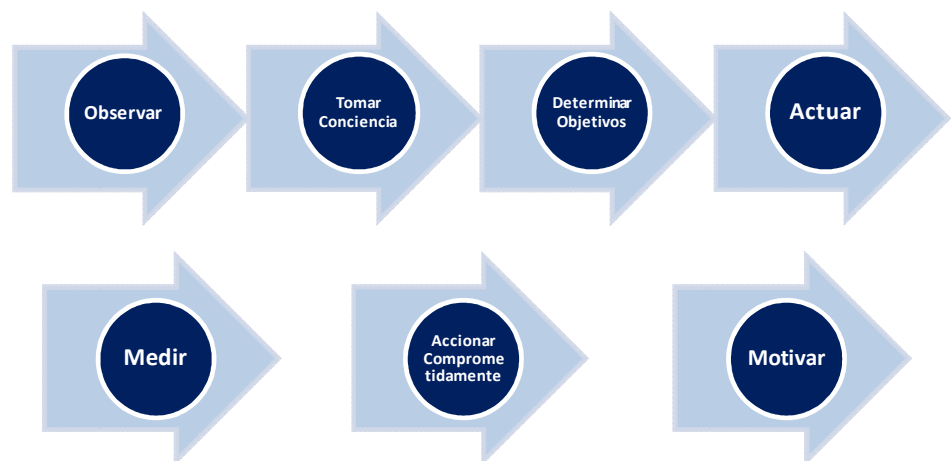 Observar
Tomar
Conciencia
Determinar
Objetivos
Actuar
Medir
Accionar
Comprome
tidamente
Motivar